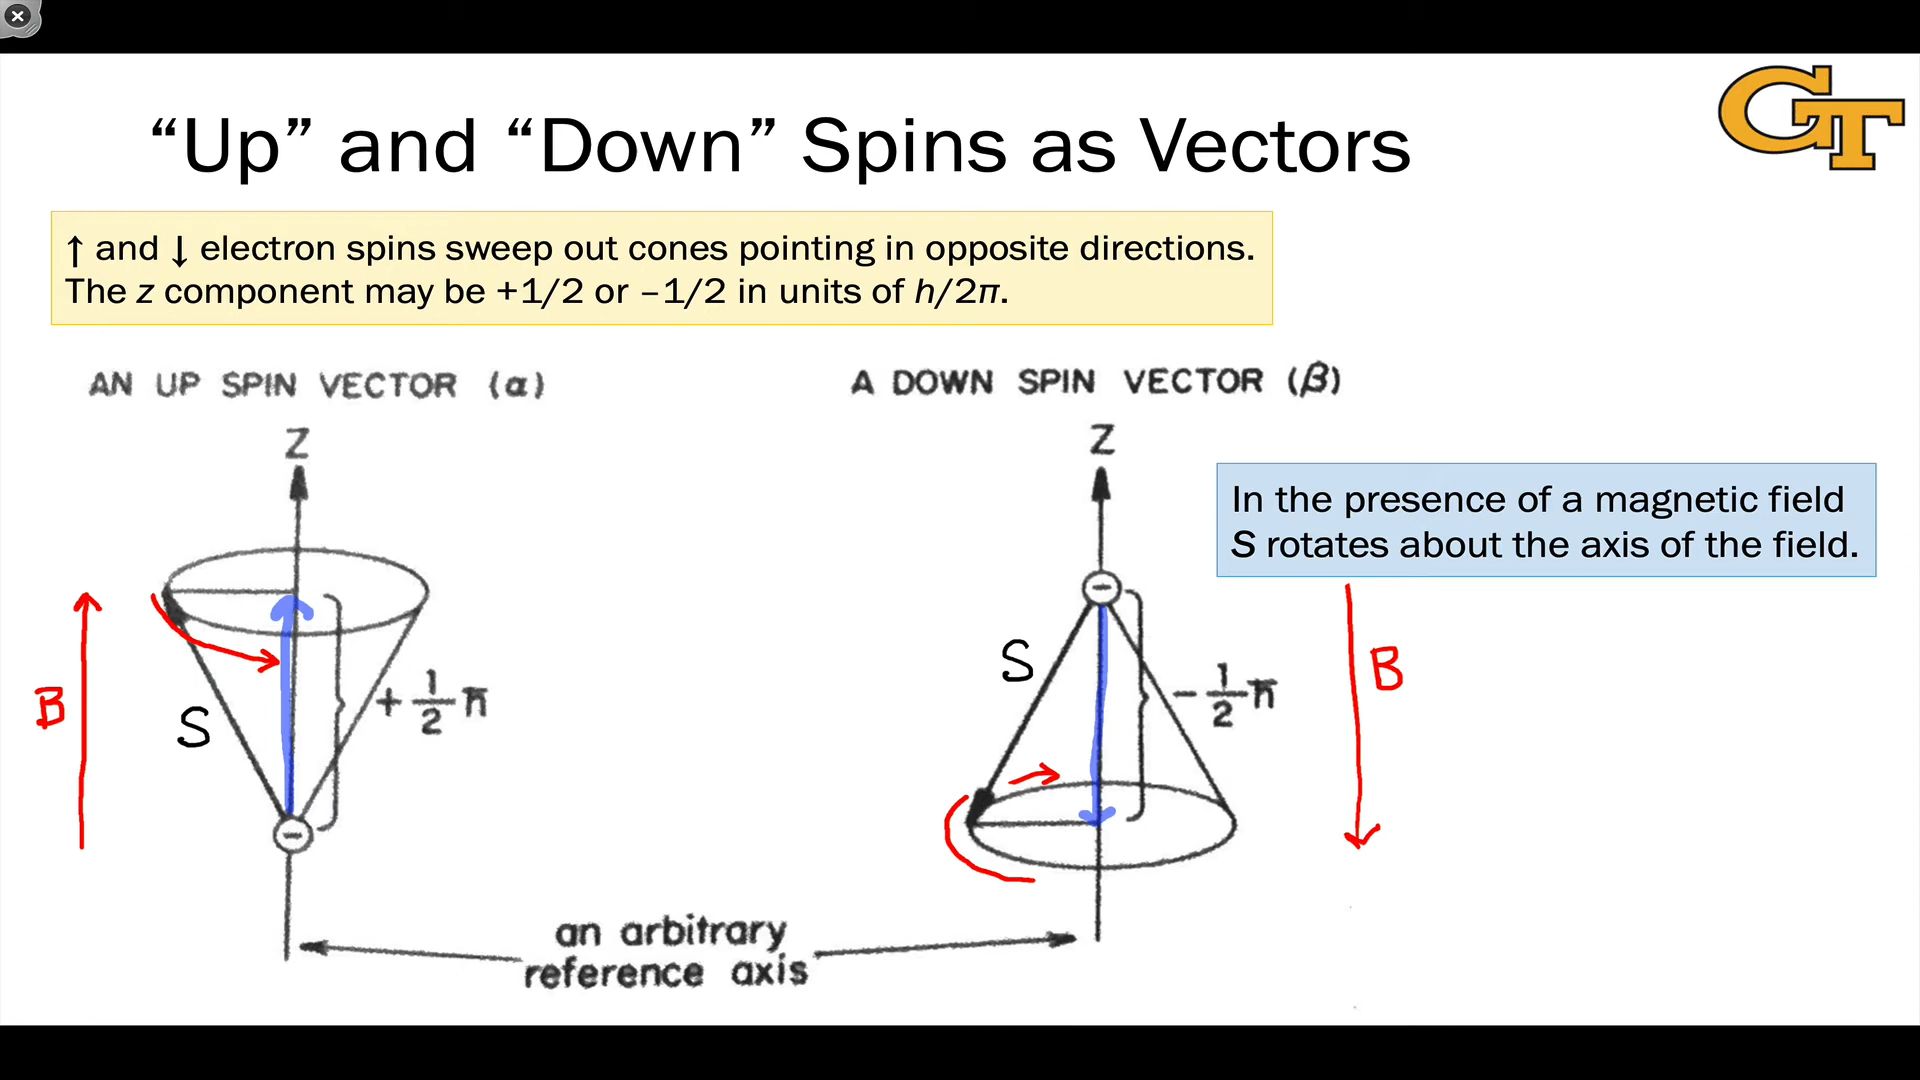 “Up” and “Down” Spins as Vectors
GT
↑ and ↓ electron spins sweep out cones pointing in opposite directions.
The z component may be +1/2 or –1/2 in units of h/2π.
AN UP SPIN VECTOR (α)
A DOWN SPIN VECTOR (β)
Z
Z
In the presence of a magnetic field
S rotates about the axis of the field.
B
S
+ 1/2 ħ
S
- 1/2 ħ
B
−
−
an arbitrary
reference axis